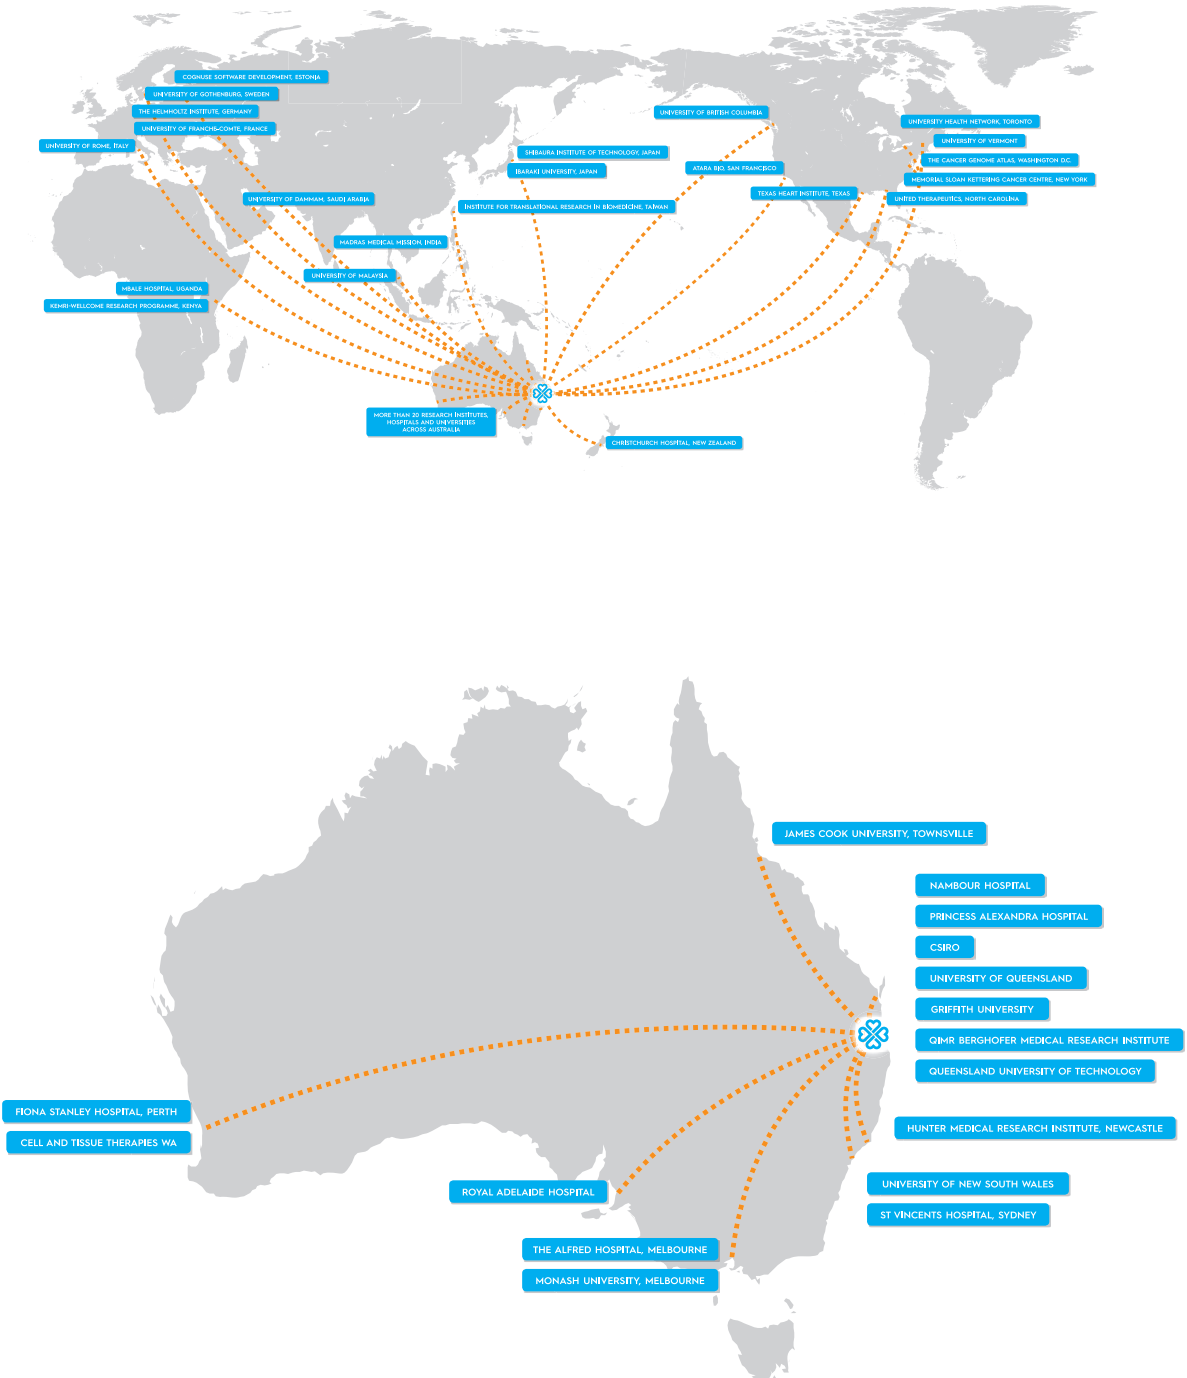 COGNUSE SOFTWARE DEVELOPMENT, ESTONIA
UNIVERSITY OF GOTHENBURG, SWEDEN
THE HELMHOLTZ INSTITUTE, GERMANY
UNIVERSITY OF FRANCHE-COMTE, FRANCE
UNIVERSITY OF ROME, ITALY
UNIVERSITY OF BRITISH COLUMBIA
UNIVERSITY HEALTH NETWORK, TORONTO
UNIVERSITY OF VERMONT
THE CANCER GENOME ATLAS, WASHINGTON D.C.
MEMORIAL SLOAN KETTERING CANCER CENTRE, NEW YORK
UNITED THERAPEUTICS, NORTH CAROLINA
SHIBAURA INSTITUTE OF TECHNOLOGY, JAPAN
IBARAKI UNIVERSITY, JAPAN
ATARA BIO, SAN FRANCISCO
TEXAS HEART INSTITUTE, TEXAS
UNIVERSITY OF DAMMAM, SAUDI ARABIA
INSTITUTE FOR TRANSLATIONAL RESEARCH IN BIOMEDICINE, TAIWAN
MADRAS MEDICAL MISSION, INDIA
UNIVERSITY OF MALAYSIA
MBALE HOSPITAL, UGANDA
KEMRI-WELLCOME RESEARCH PROGRAMME, KENYA
MORE THAN 20 RESEARCH INSTITUTES,
HOSPITALS AND UNIVERSITIES
ACROSS AUSTRALIA
CHRISTCHURCH HOSPITAL, NEW ZEALAND
JAMES COOK UNIVERSITY, TOWNSVILLE
NAMBOUR HOSPITAL
PRINCESS ALEXANDRA HOSPITAL
CSIRO
UNIVERSITY OF QUEENSLAND
GRIFFITH UNIVERSITY
QIMR BERGHOFER MEDICAL RESEARCH INSTITUTE
QUEENSLAND UNIVERSITY OF TECHNOLOGY
FIONA STANLEY HOSPITAL, PERTH
CELL AND TISSUE THERAPIES WA
HUNTER MEDICAL RESEARCH INSTITUTE, NEWCASTLE
ROYAL ADELAIDE HOSPITAL
UNIVERSITY OF NEW SOUTH WALES
ST VINCENTS HOSPITAL, SYDNEY
THE ALFRED HOSPITAL, MELBOURNE
MONASH UNIVERSITY, MELBOURNE